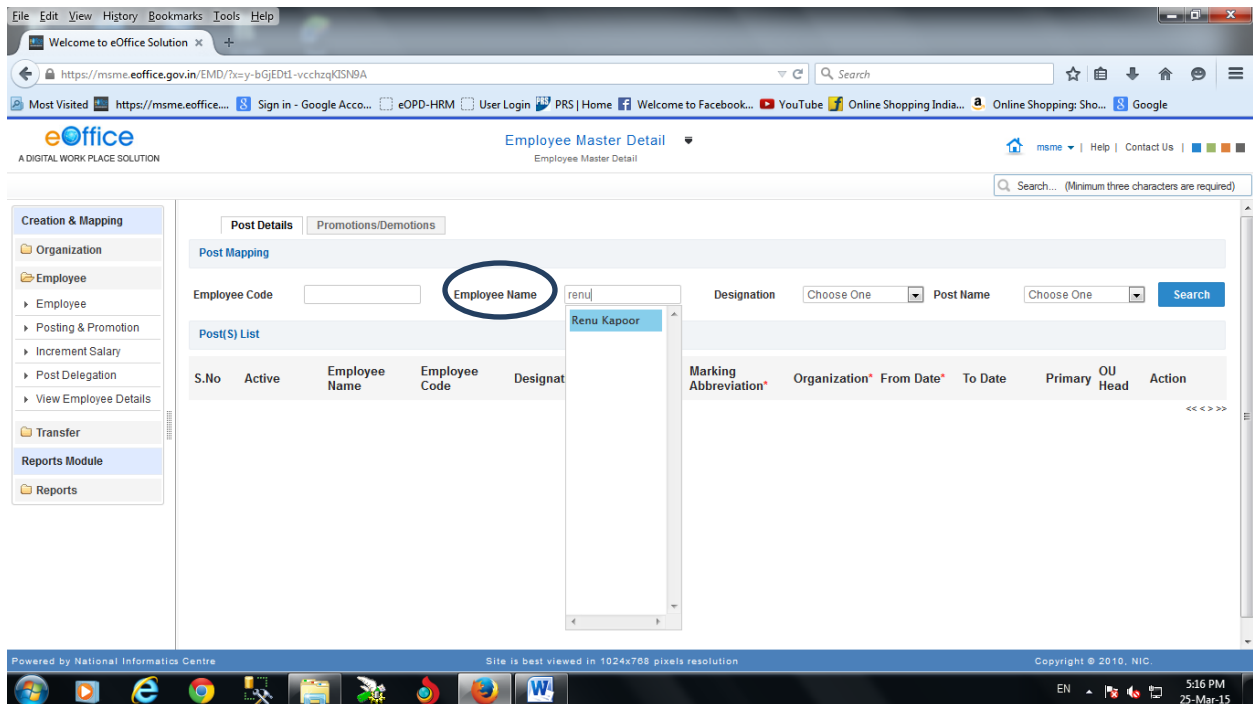 File Edit View History Bookmarks Tools Help
Welcome to eOffice Solution × +
https://msme.eoffice.gov.in/EMD/?x=y-bGjEDt1-vcchzqKISN9A
Search
Most Visited https://msme.eoffice.... Sign in - Google Acco... eOPD-HRM User Login PRS | Home Welcome to Facebook... YouTube Online Shopping India... Online Shopping: Sho... Google
eOffice
A DIGITAL WORK PLACE SOLUTION
Employee Master Detail
Employee Master Detail
msme | Help | Contact Us |
Search... (Minimum three characters are required)
Creation & Mapping
Organization
Employee
Employee
Posting & Promotion
Increment Salary
Post Delegation
View Employee Details
Transfer
Reports Module
Reports
Post Details Promotions/Demotions
Post Mapping
Employee Code Employee Name renu Designation Choose One Post Name Choose One Search
Renu Kapoor
Post(S) List
S.No Active Employee Name Employee Code Designat Marking Abbreviation* Organization* From Date* To Date Primary OU Head Action
<< < > >>
Powered by National Informatics Centre Site is best viewed in 1024x768 pixels resolution Copyright © 2010, NIC.
EN 5:16 PM
25-Mar-15